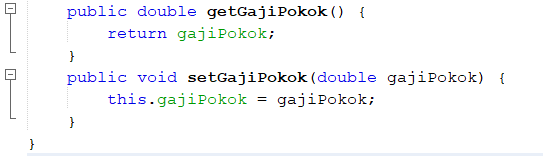 public double getGajiPokok() {
return gajiPokok;
}
public void setGajiPokok(double gajiPokok) {
this.gajiPokok = gajiPokok;
}
}